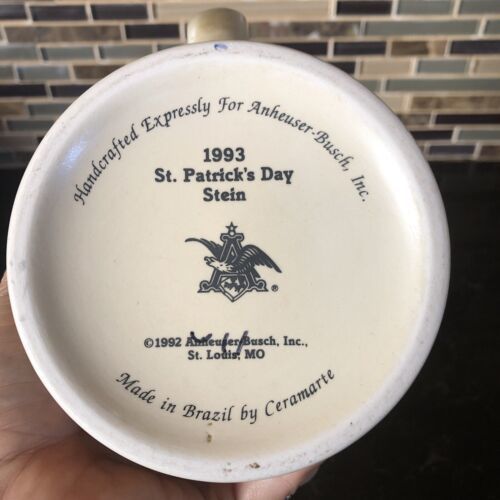 Handcrafted Expressly For Anheuser-Busch, Inc.
1993
St. Patrick's Day
Stein
®
©1992 Anheuser-Busch, Inc.,
St. Louis, MO
Made in Brazil by Ceramarte